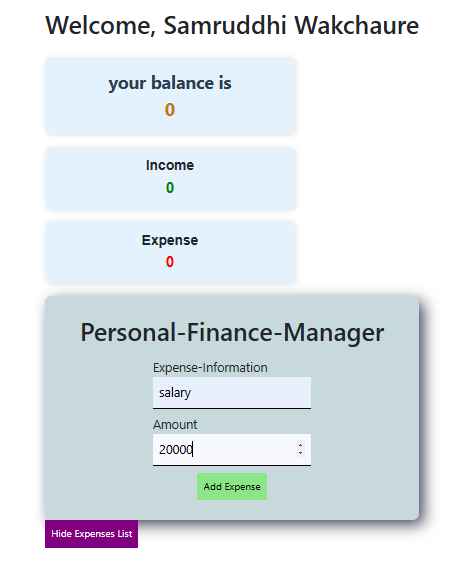 Welcome, Samruddhi Wakchaure
your balance is
0
Income
0
Expense
0
Personal-Finance-Manager
Expense-Information
salary
Amount
20000
Add Expense
Hide Expenses List